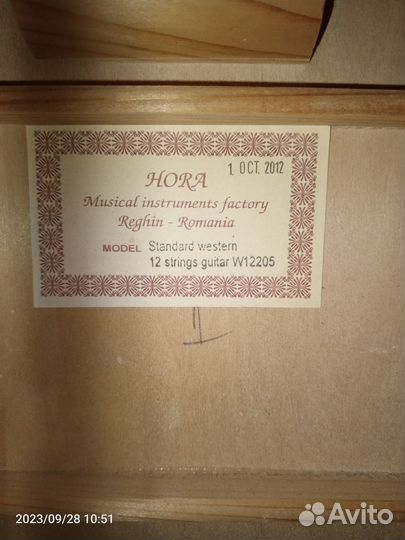 1 OCT. 2012
HORA
Musical instruments factory
Reghin - Romania
MODEL Standard western
12 strings guitar W12205
1
2023/09/28 10:51
Avito